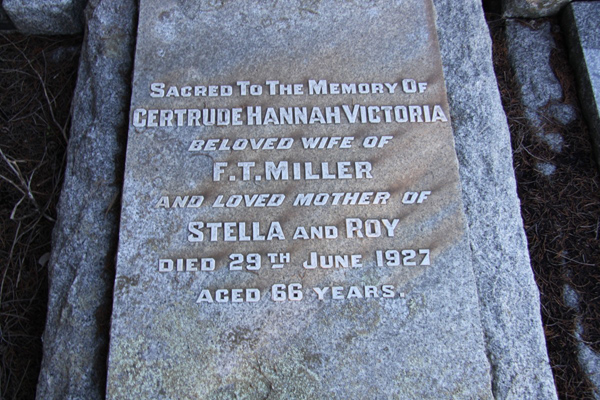 Sacred To The Memory Of
Gertrude Hannah Victoria
beloved wife of
F.T. Miller
and loved mother of
Stella and Roy
Died 29th June 1927
aged 66 years.